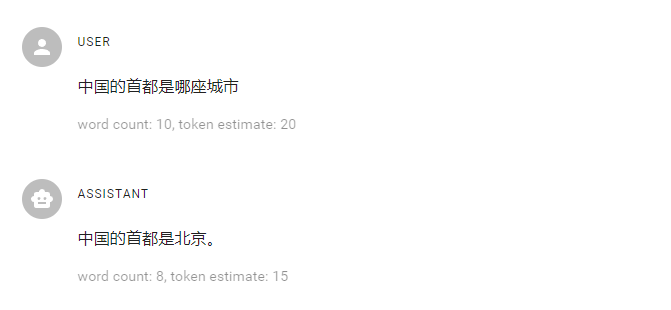 USER
中国的首都是哪座城市
word count: 10, token estimate: 20
ASSISTANT
中国的首都是北京。
word count: 8, token estimate: 15